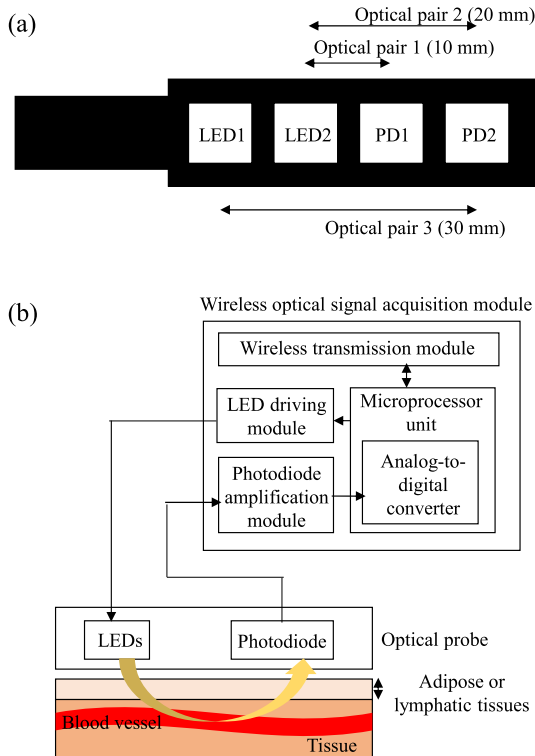 (a)
Optical pair 2 (20 mm)
Optical pair 1 (10 mm)
LED1
LED2
PD1
PD2
Optical pair 3 (30 mm)
(b)
Wireless optical signal acquisition module
Wireless transmission module
LED driving
module
Microprocessor
unit
Photodiode
amplification
module
Analog-to-
digital
converter
LEDs
Photodiode
Optical probe
Adipose or
lymphatic tissues
Blood vessel
Tissue